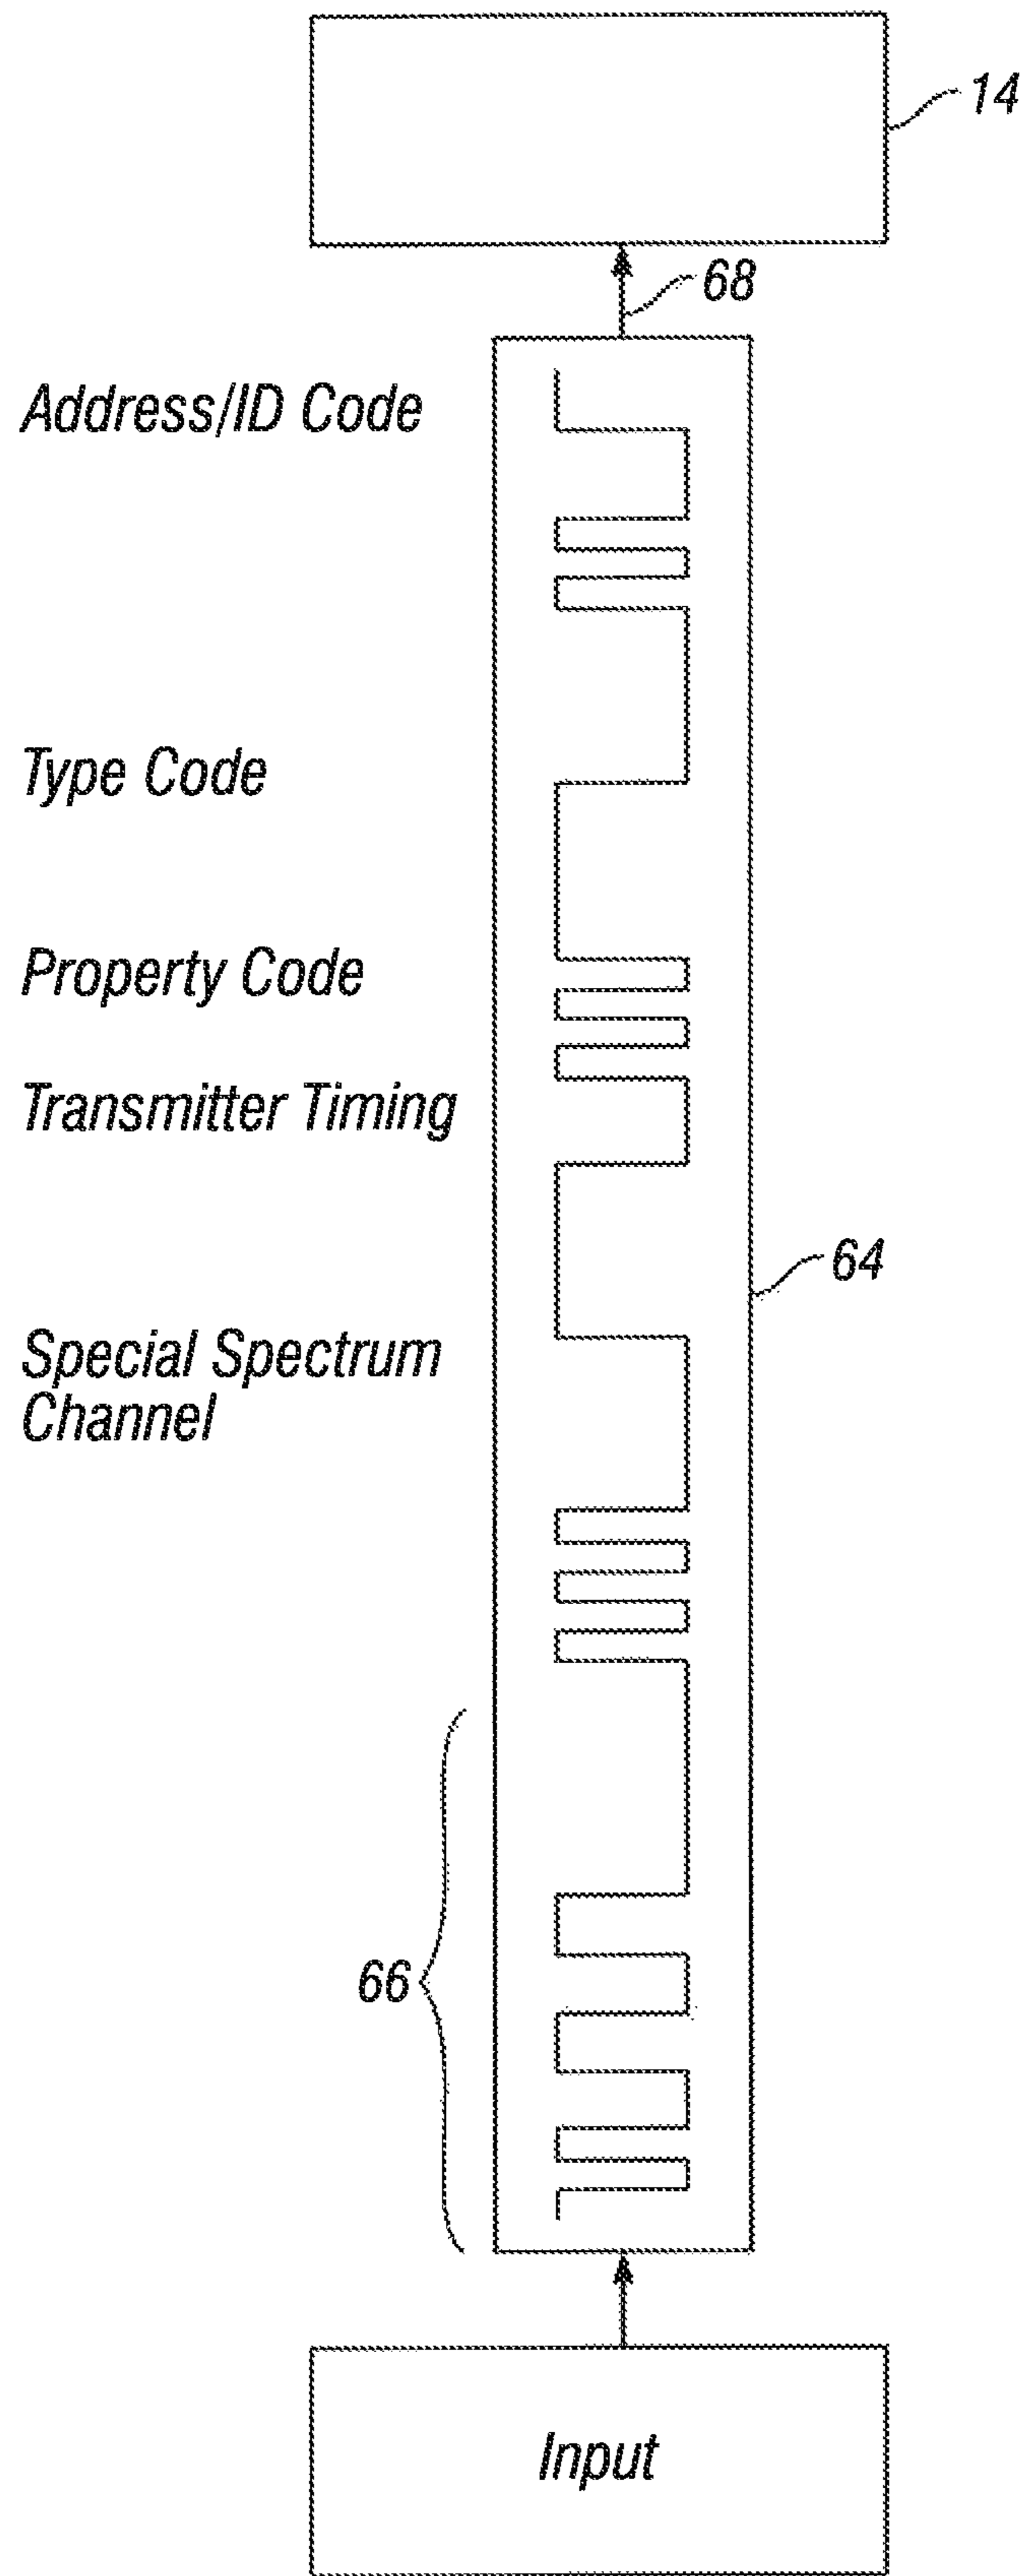 14
68
Address/ID Code
Type Code
Property Code
Transmitter Timing
64
Special Spectrum
Channel
66
Input